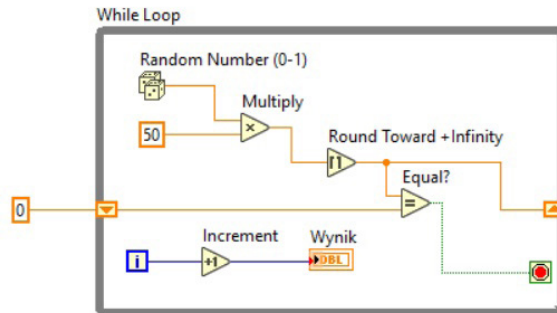 While Loop
Random Number (0-1)
Multiply
50
Round Toward +Infinity
Equal?
0
Increment
Wynik
i
+1
DBL